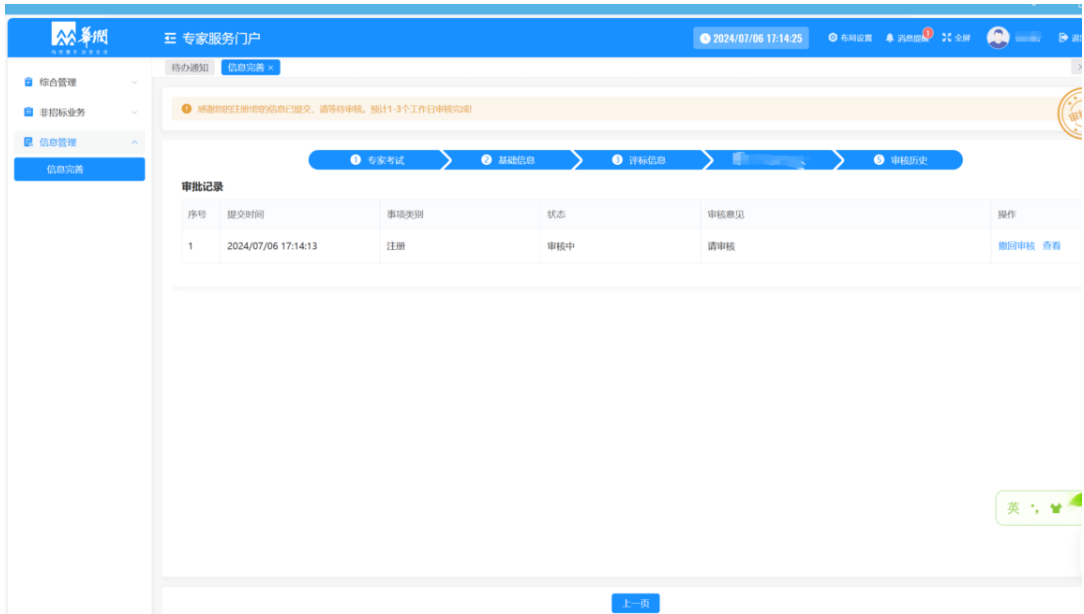 華潤
专家服务门户
2024/07/06 17:14:25
布局设置
消息提醒
1
全屏
综合管理
非招标业务
信息管理
信息完善
待办通知
信息完善 ×
感谢您的注册!您的信息已提交，请等待审核。预计1-3个工作日审核完成!
1 专家考试
2 基础信息
3 评标信息
5 审核历史
审批记录
序号 提交时间 事项类别 状态 审核意见 操作
1 2024/07/06 17:14:13 注册 审核中 请审核 撤回审核 查看
英
上一页